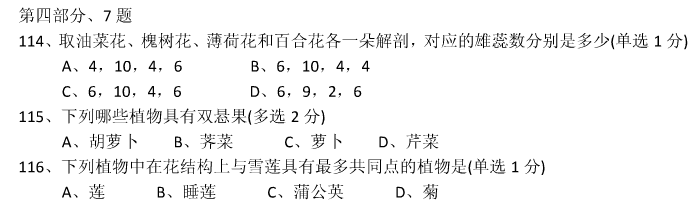 第四部分、7题
114、取油菜花、槐树花、薄荷花和百合花各一朵解剖，对应的雄蕊数分别是多少(单选1分)
A、4，10，4，6 B、6，10，4，4
C、6，10，4，6 D、6，9，2，6
115、下列哪些植物具有双悬果(多选2分)
A、胡萝卜 B、荠菜 C、萝卜 D、芹菜
116、下列植物中在花结构上与雪莲具有最多共同点的植物是(单选1分)
A、莲 B、睡莲 C、蒲公英 D、菊